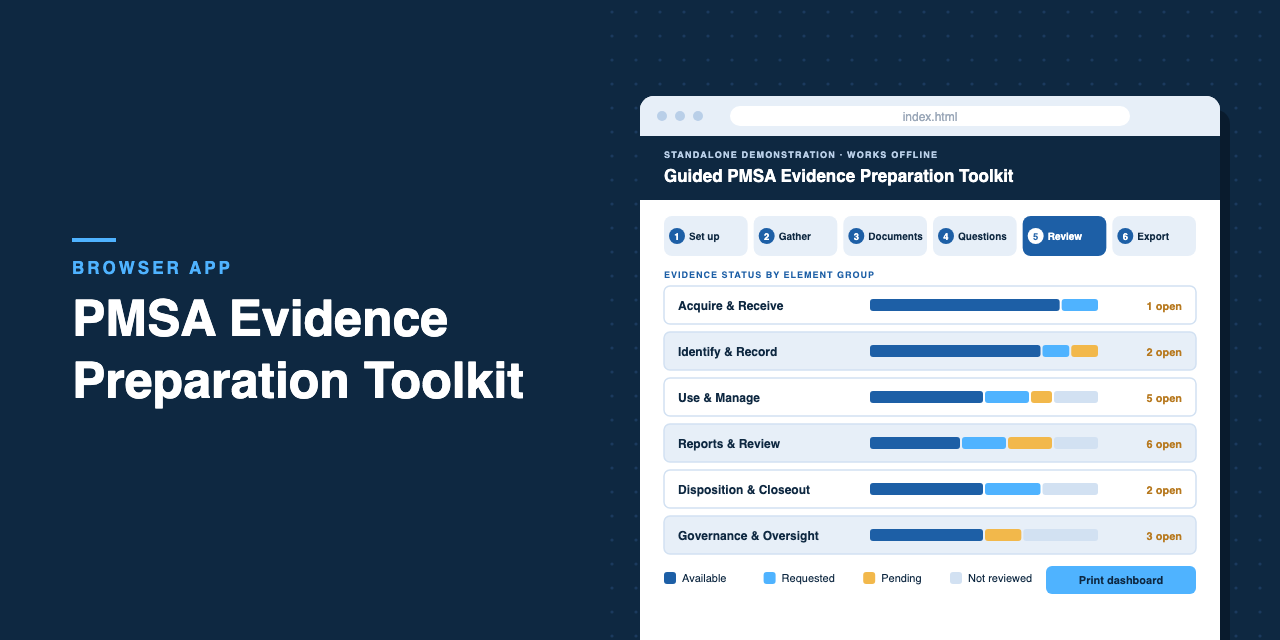 BROWSER APP
PMSA Evidence
Preparation Toolkit
index.html
STANDALONE DEMONSTRATION · WORKS OFFLINE
Guided PMSA Evidence Preparation Toolkit
1 Set up
2 Gather
3 Documents
4 Questions
5 Review
6 Export
EVIDENCE STATUS BY ELEMENT GROUP
Acquire & Receive 1 open
Identify & Record 2 open
Use & Manage 5 open
Reports & Review 6 open
Disposition & Closeout 2 open
Governance & Oversight 3 open
Available Requested Pending Not reviewed
Print dashboard